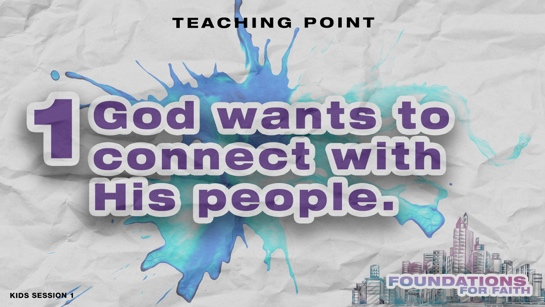 TEACHING POINT
1
God wants to
connect with
His people.
KIDS SESSION 1
FOUNDATIONS
FOR FAITH